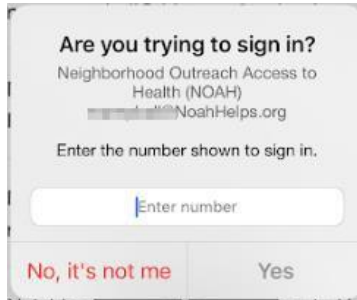 Are you trying to sign in?
Neighborhood Outreach Access to
Health (NOAH)
NoahHelps.org
Enter the number shown to sign in.
Enter number
No, it's not me
Yes